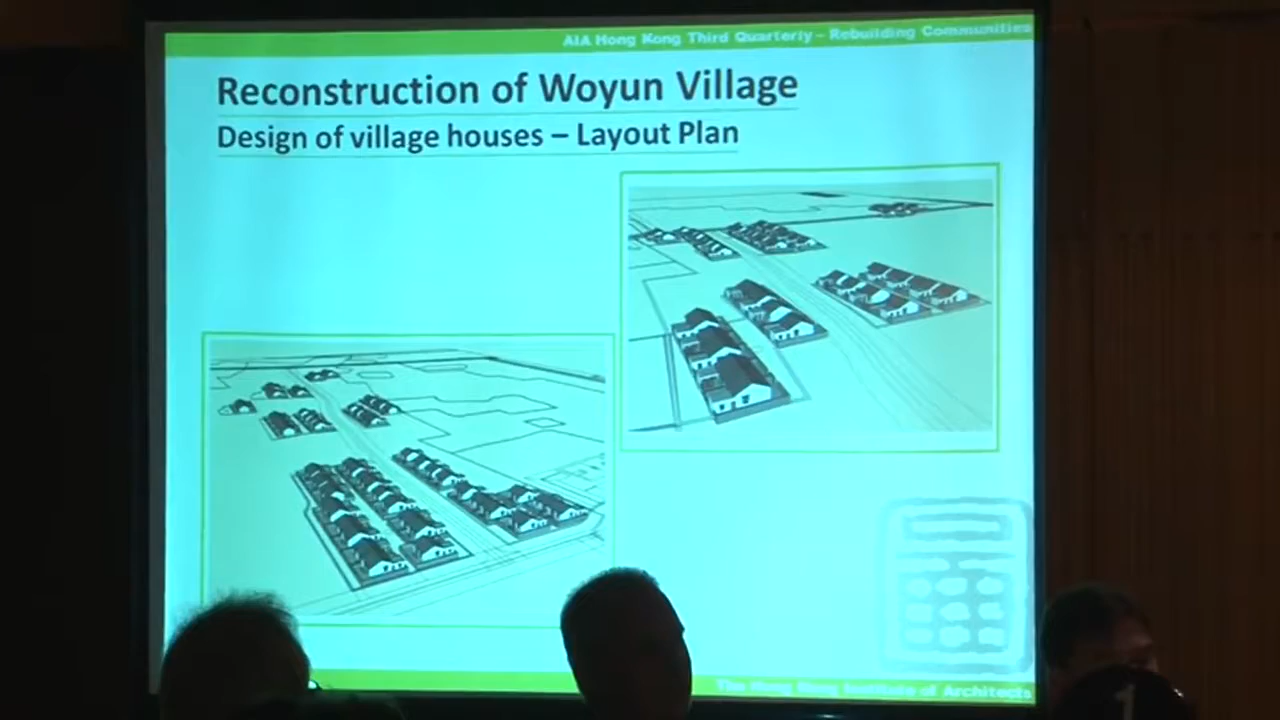 AIA Hong Kong Third Quarterly – Rebuilding Communities
Reconstruction of Woyun Village
Design of village houses – Layout Plan
The Hong Kong Institute of Architects
1